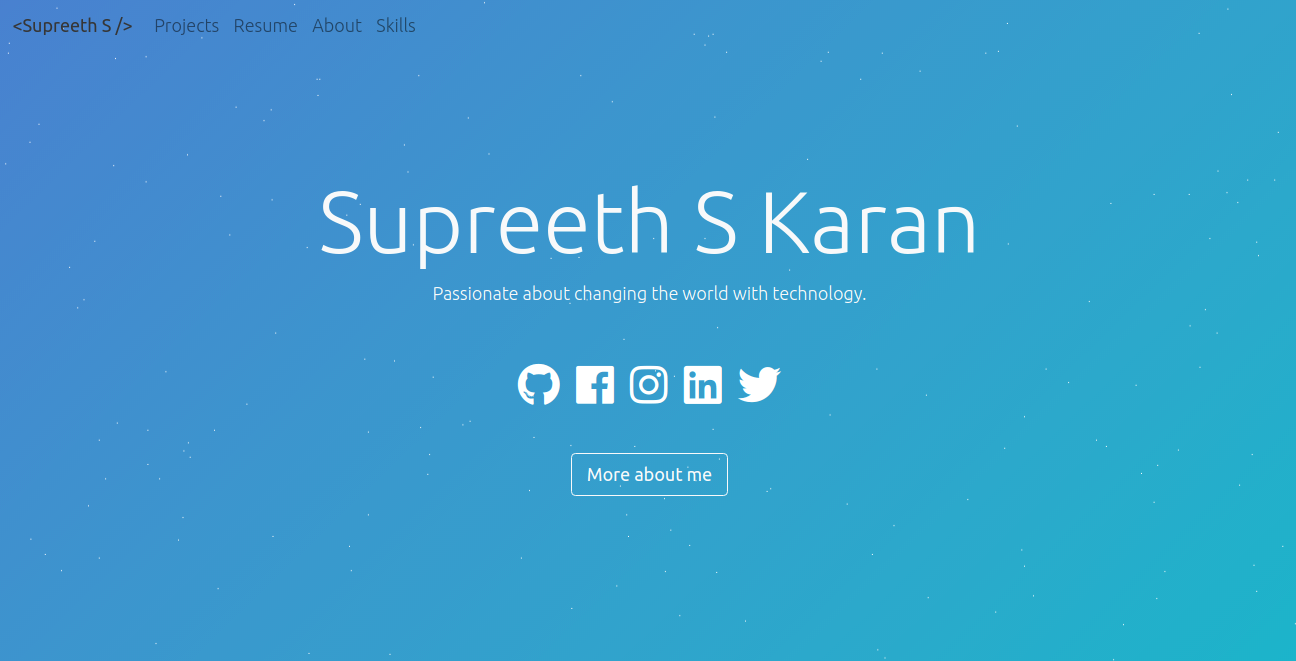 <Supreeth S /> Projects Resume About Skills
Supreeth S Karan
Passionate about changing the world with technology.
More about me